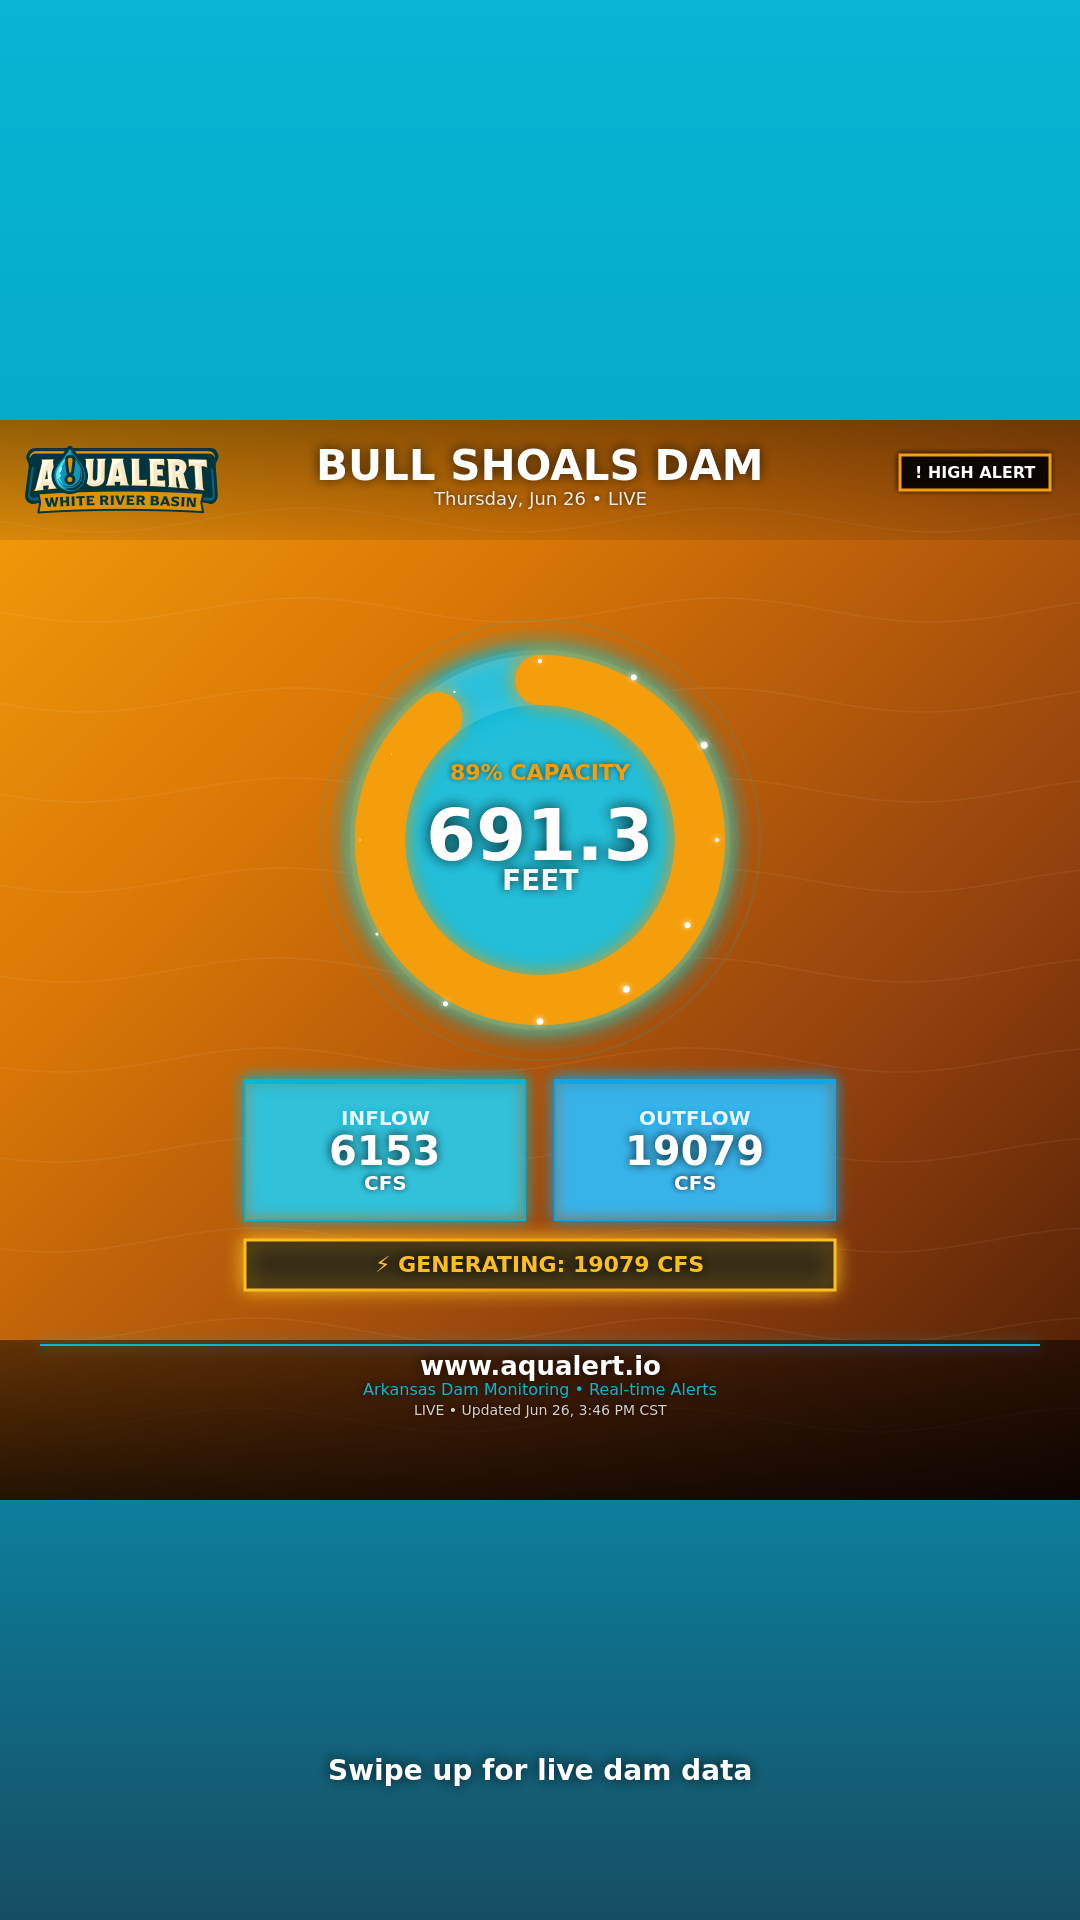 AQUALERT
WHITE RIVER BASIN
BULL SHOALS DAM
Thursday, Jun 26 • LIVE
! HIGH ALERT
89% CAPACITY
691.3
FEET
INFLOW
6153
CFS
OUTFLOW
19079
CFS
⚡ GENERATING: 19079 CFS
www.aqualert.io
Arkansas Dam Monitoring • Real-time Alerts
LIVE • Updated Jun 26, 3:46 PM CST
Swipe up for live dam data